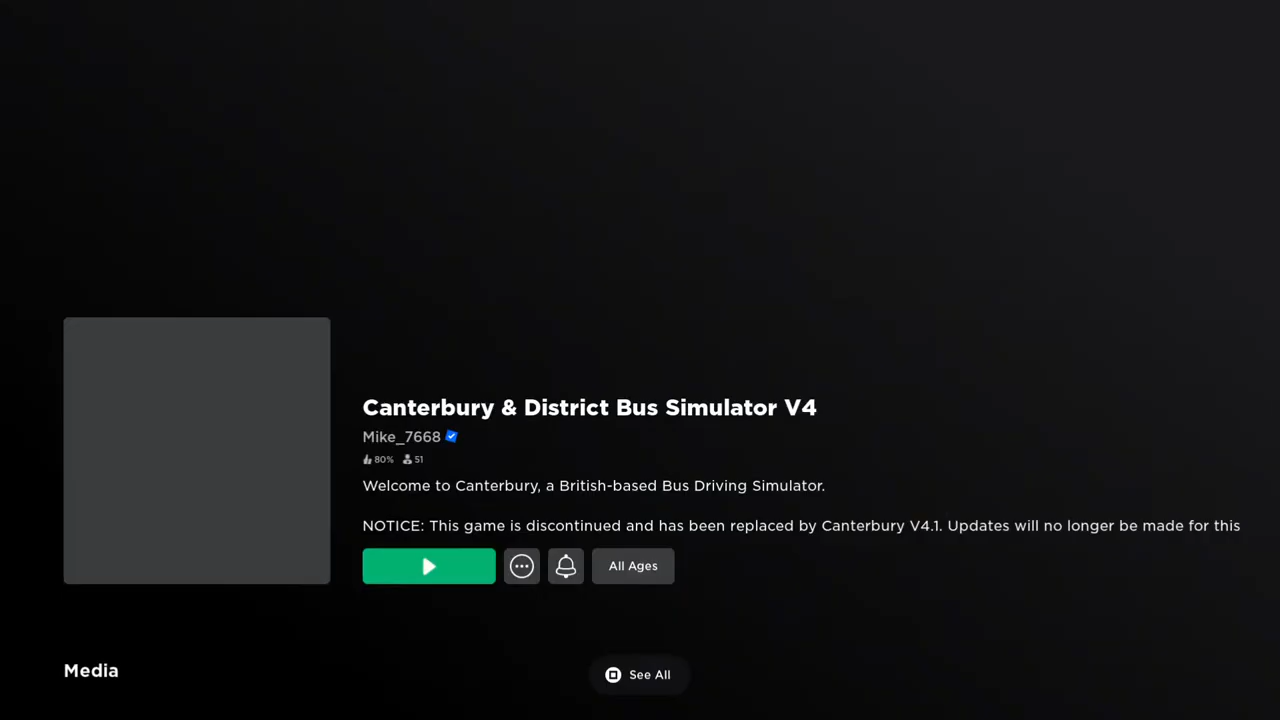 Canterbury & District Bus Simulator V4
Mike_7668
80% 51
Welcome to Canterbury, a British-based Bus Driving Simulator.
NOTICE: This game is discontinued and has been replaced by Canterbury V4.1. Updates will no longer be made for this
All Ages
Media
See All